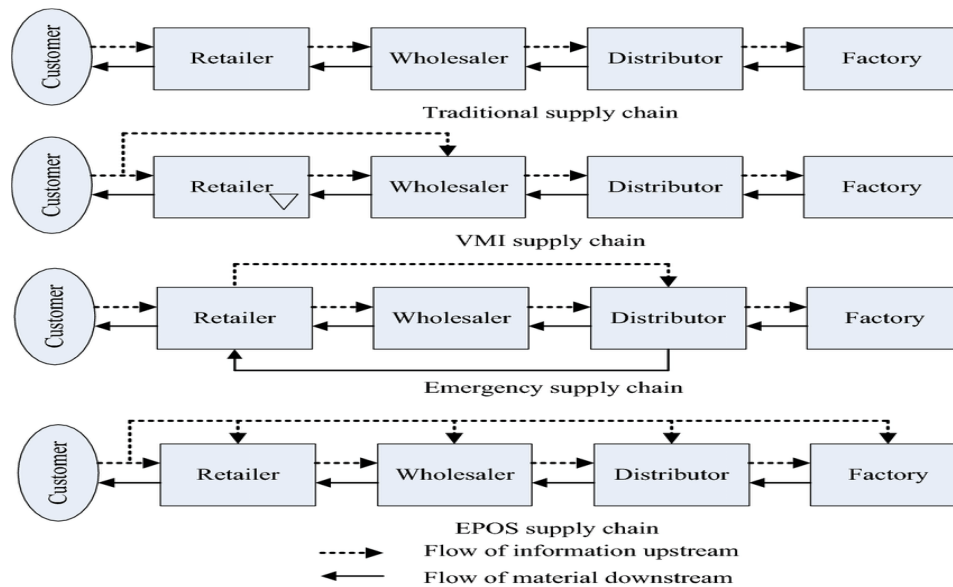 Customer Retailer Wholesaler Distributor Factory
Traditional supply chain
Customer Retailer Wholesaler Distributor Factory
VMI supply chain
Customer Retailer Wholesaler Distributor Factory
Emergency supply chain
Customer Retailer Wholesaler Distributor Factory
EPOS supply chain
Flow of information upstream
Flow of material downstream